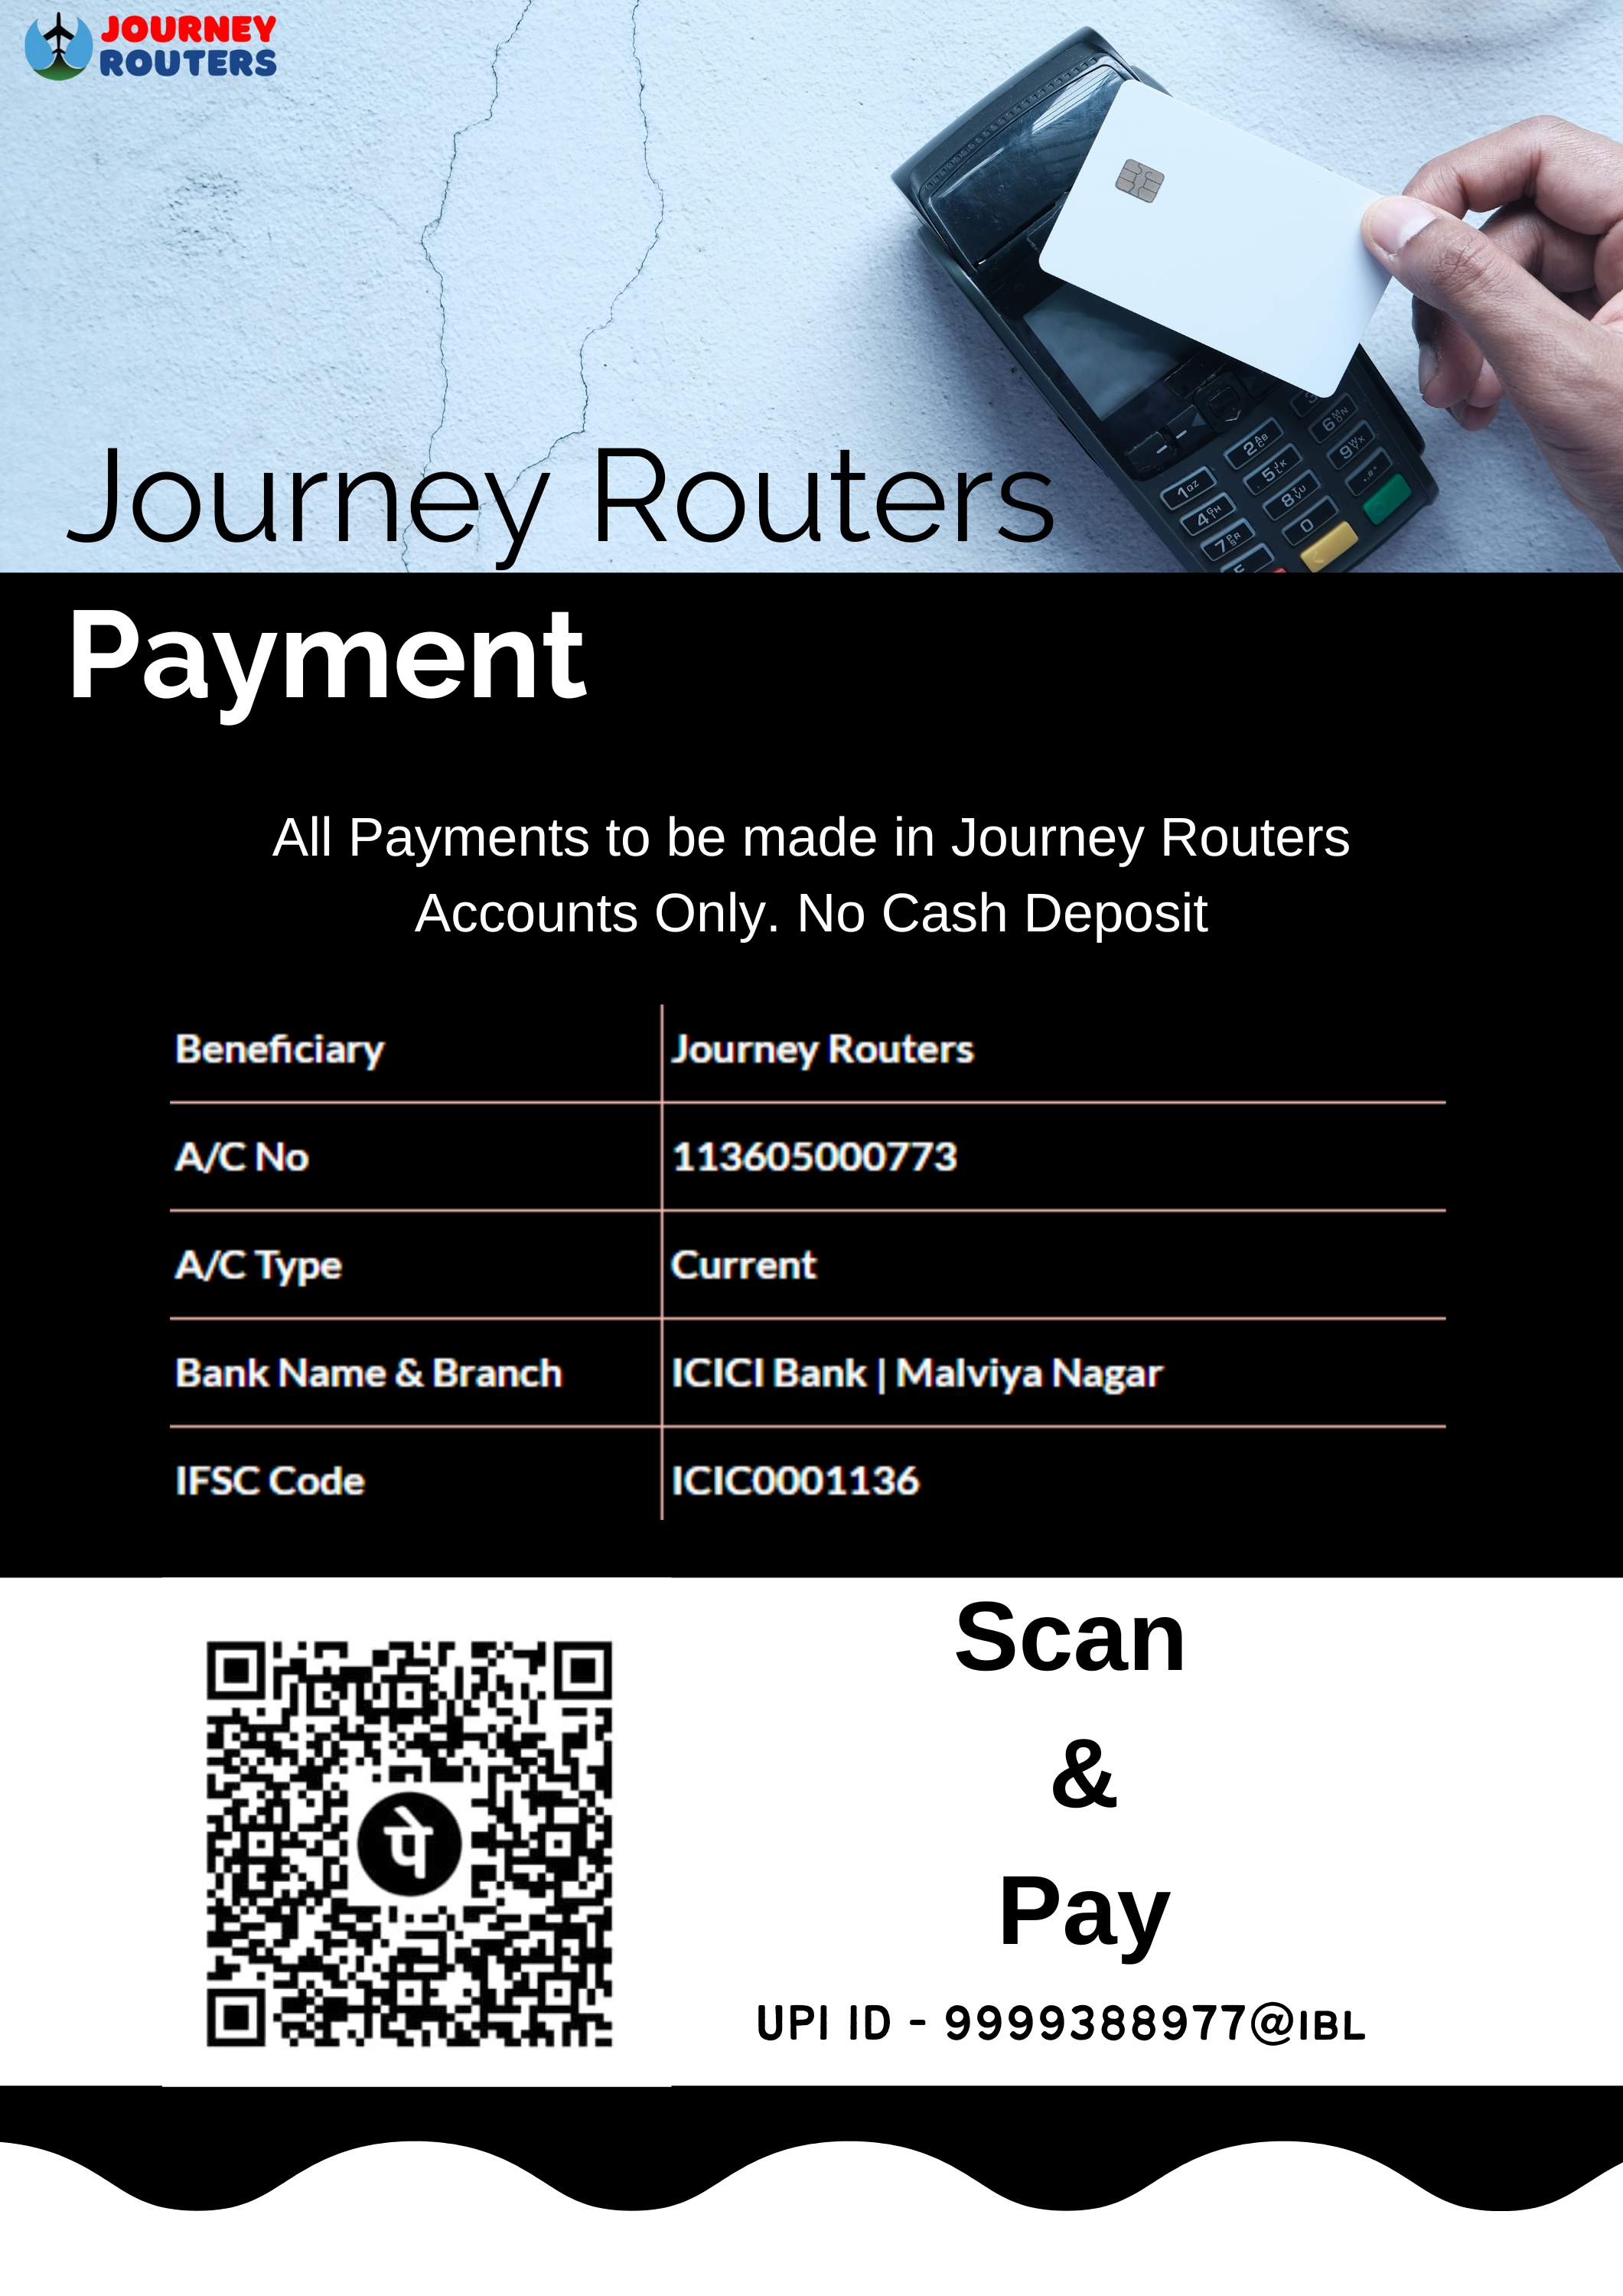 JOURNEY
ROUTERS
Journey Routers
Payment
All Payments to be made in Journey Routers
Accounts Only. No Cash Deposit
Beneficiary Journey Routers
A/C No 113605000773
A/C Type Current
Bank Name & Branch ICICI Bank | Malviya Nagar
IFSC Code ICIC0001136
Scan
&
Pay
पे
UPI ID - 9999388977@IBL